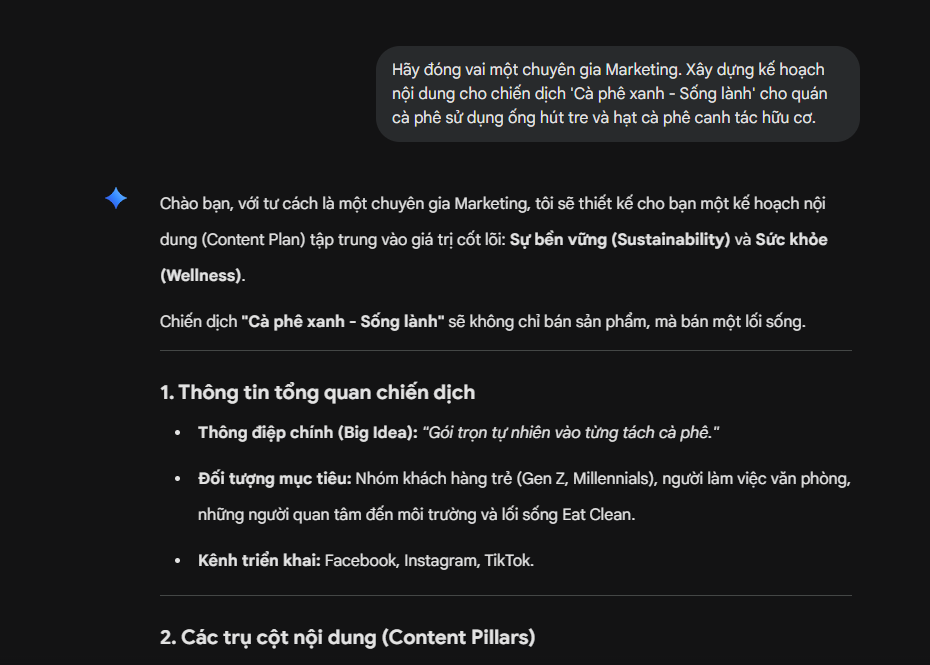 Hãy đóng vai một chuyên gia Marketing. Xây dựng kế hoạch
nội dung cho chiến dịch 'Cà phê xanh - Sống lành' cho quán
cà phê sử dụng ống hút tre và hạt cà phê canh tác hữu cơ.
Chào bạn, với tư cách là một chuyên gia Marketing, tôi sẽ thiết kế cho bạn một kế hoạch nội
dung (Content Plan) tập trung vào giá trị cốt lõi: Sự bền vững (Sustainability) và Sức khỏe
(Wellness).
Chiến dịch "Cà phê xanh - Sống lành" sẽ không chỉ bán sản phẩm, mà bán một lối sống.
1. Thông tin tổng quan chiến dịch
• Thông điệp chính (Big Idea): "Gói trọn tự nhiên vào từng tách cà phê."
• Đối tượng mục tiêu: Nhóm khách hàng trẻ (Gen Z, Millennials), người làm việc văn phòng,
những người quan tâm đến môi trường và lối sống Eat Clean.
• Kênh triển khai: Facebook, Instagram, TikTok.
2. Các trụ cột nội dung (Content Pillars)